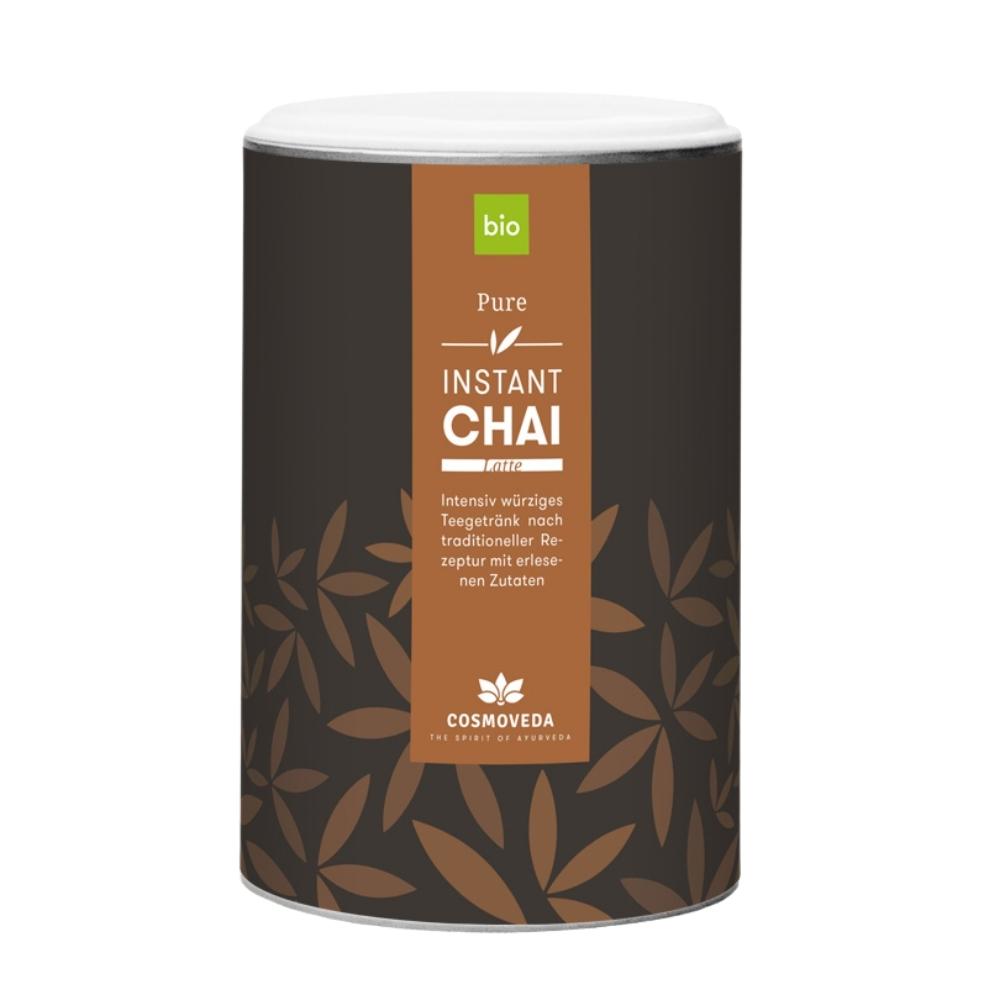 bio
Pure
INSTANT
CHAI
Latte
Intensiv würziges
Teegetränk nach
traditioneller Re-
zeptur mit erlese-
nen Zutaten
COSMOVEDA
THE SPIRIT OF AYURVEDA